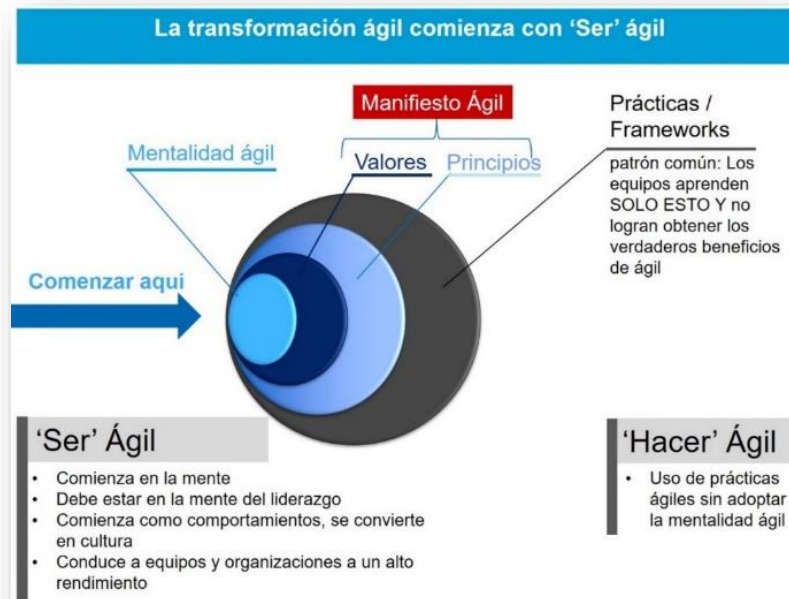 La transformación ágil comienza con ‘Ser’ ágil
Manifiesto Ágil
Mentalidad ágil
Valores
Principios
Prácticas /
Frameworks
patrón común: Los
equipos aprenden
SOLO ESTO Y no
logran obtener los
verdaderos beneficios
de ágil
Comenzar aqui
‘Ser’ Ágil
• Comienza en la mente
• Debe estar en la mente del liderazgo
• Comienza como comportamientos, se convierte
en cultura
• Conduce a equipos y organizaciones a un alto
rendimiento
‘Hacer’ Ágil
• Uso de prácticas
ágiles sin adoptar
la mentalidad ágil